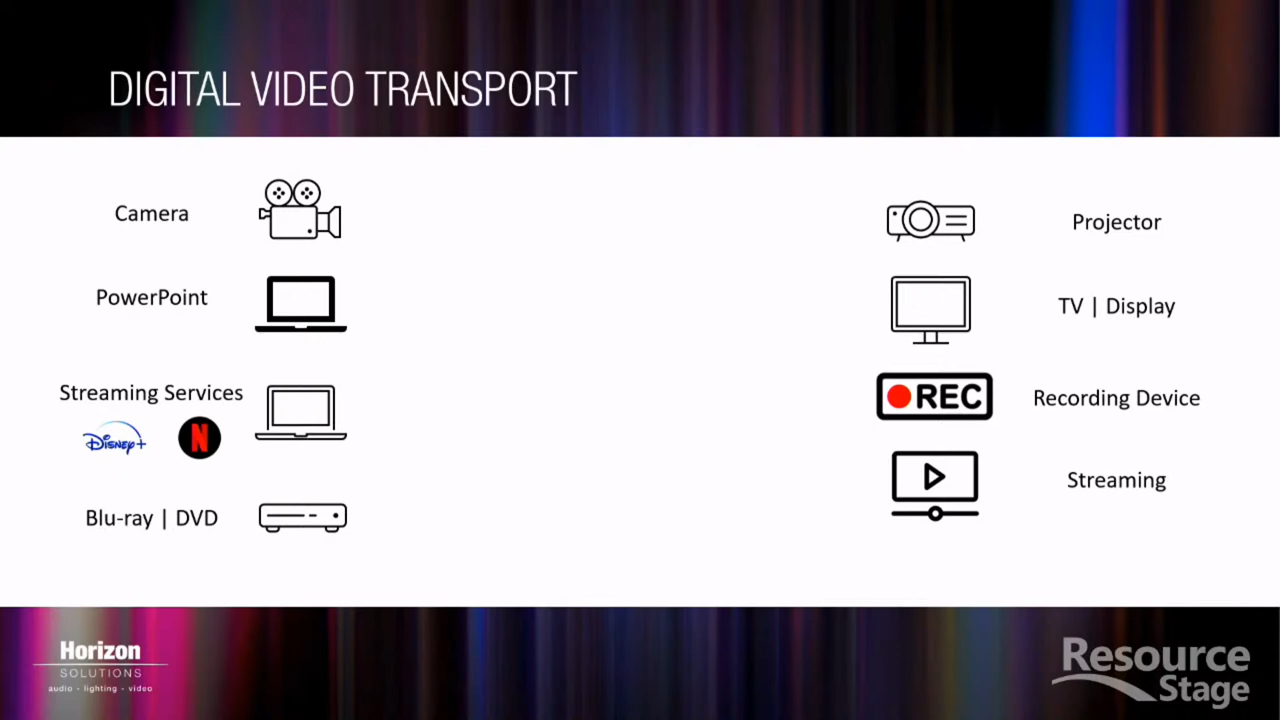 DIGITAL VIDEO TRANSPORT
Camera
PowerPoint
Streaming Services
Disney+
N
Blu-ray | DVD
Projector
TV | Display
REC
Recording Device
Streaming
Horizon
SOLUTIONS
audio - lighting - video
Resource
Stage